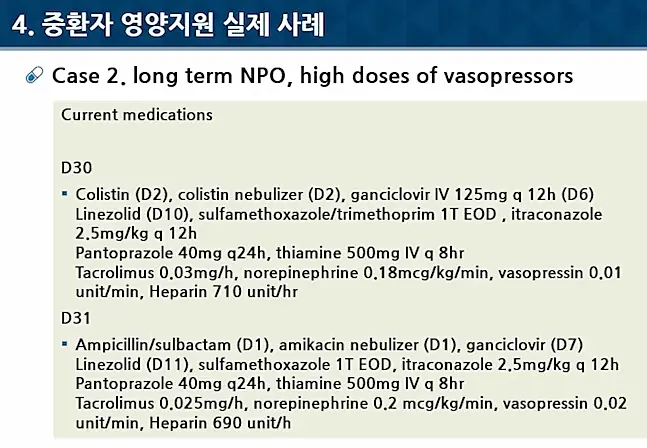 4. 중환자 영양지원 실제 사례
Case 2. long term NPO, high doses of vasopressors
Current medications
D30
▪ Colistin (D2), colistin nebulizer (D2), ganciclovir IV 125mg q 12h (D6)
Linezolid (D10), sulfamethoxazole/trimethoprim 1T EOD , itraconazole
2.5mg/kg q 12h
Pantoprazole 40mg q24h, thiamine 500mg IV q 8hr
Tacrolimus 0.03mg/h, norepinephrine 0.18mcg/kg/min, vasopressin 0.01
unit/min, Heparin 710 unit/hr
D31
▪ Ampicillin/sulbactam (D1), amikacin nebulizer (D1), ganciclovir (D7)
Linezolid (D11), sulfamethoxazole 1T EOD, itraconazole 2.5mg/kg q 12h
Pantoprazole 40mg q24h, thiamine 500mg IV q 8hr
Tacrolimus 0.025mg/h, norepinephrine 0.2 mcg/kg/min, vasopressin 0.02
unit/min, Heparin 690 unit/h